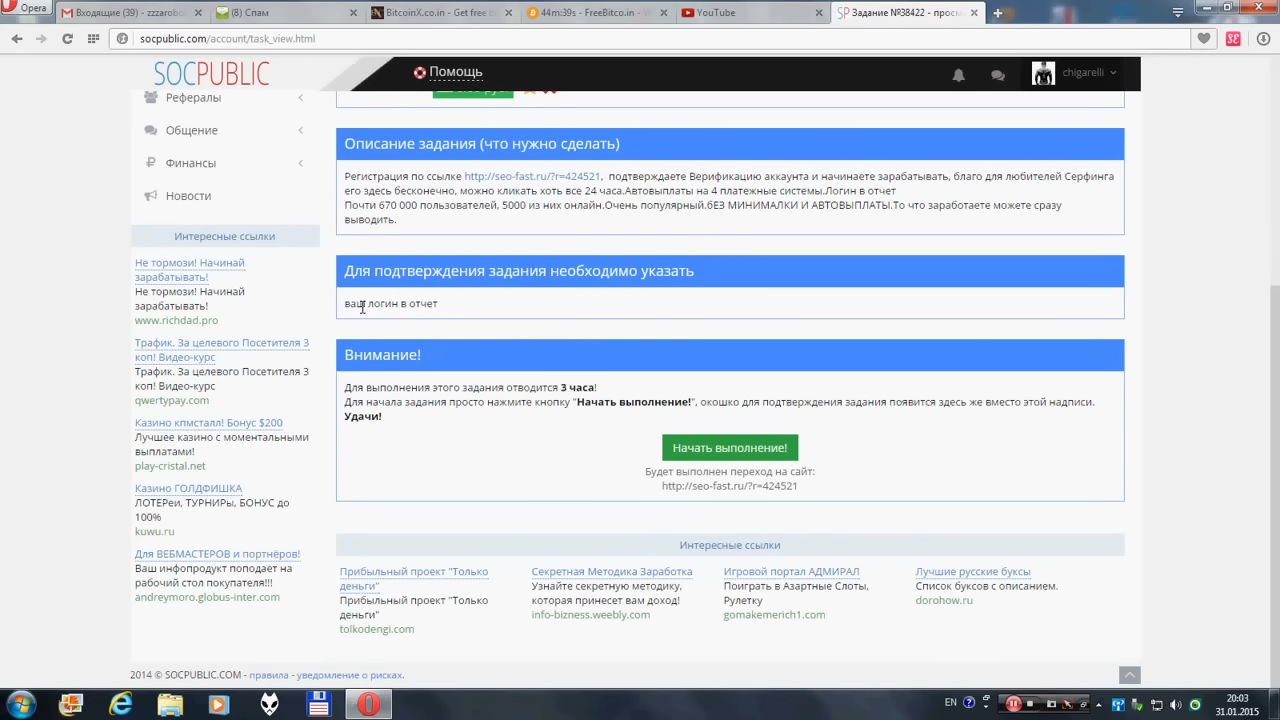 Opera
Входящие (39) - zzzarobo
(8) Спам
BitcoinX.co.in - Get free b
44m:39s - FreeBitco.in - W
YouTube
Задание №38422 - просм
socpublic.com/account/task_view.html
SOCPUBLIC
Помощь
chigarelli
Рефералы
Общение
Финансы
Новости
Интересные ссылки
Не тормози! Начинай
зарабатывать!
Не тормози! Начинай
зарабатывать!
www.richdad.pro
Трафик. За целевого Посетителя 3
коп! Видео-курс
Трафик. За целевого Посетителя 3
коп! Видео-курс
qwertypay.com
Казино кпмсталл! Бонус $200
Лучшее казино с моментальными
выплатами!
play-cristal.net
Казино ГОЛДФИШКА
ЛОТЕРеи, ТУРНИРы, БОНУС до
100%
kuwu.ru
Для ВЕБМАСТЕРОВ и партнёров!
Ваш инфопродукт поподает на
рабочий стол покупателя!!!
andreymoro.globus-inter.com
Описание задания (что нужно сделать)
Регистрация по ссылке http://seo-fast.ru/?r=424521, подтверждаете Верификацию аккаунта и начинаете зарабатывать, благо для любителей Серфинга
его здесь бесконечно, можно кликать хоть все 24 часа.Автовыплаты на 4 платежные системы.Логин в отчет
Почти 670 000 пользователей, 5000 из них онлайн.Очень популярный.бЕЗ МИНИМАЛКИ И АВТОВЫПЛАТЫ.То что заработаете можете сразу
выводить.
Для подтверждения задания необходимо указать
ваш логин в отчет
Внимание!
Для выполнения этого задания отводится 3 часа!
Для начала задания просто нажмите кнопку "Начать выполнение!", окошко для подтверждения задания появится здесь же вместо этой надписи.
Удачи!
Начать выполнение!
Будет выполнен переход на сайт:
http://seo-fast.ru/?r=424521
Интересные ссылки
Прибыльный проект "Только
деньги"
Прибыльный проект "Только
деньги"
tolkodengi.com
Секретная Методика Заработка
Узнайте секретную методику,
которая принесет вам доход!
info-bizness.weebly.com
Игровой портал АДМИРАЛ
Поиграть в Азартные Слоты,
Рулетку
gomakemerich1.com
Лучшие русские буксы
Список буксов с описанием.
dorohow.ru
2014 © SOCPUBLIC.COM - правила - уведомление о рисках.
EN
20:03
31.01.2015